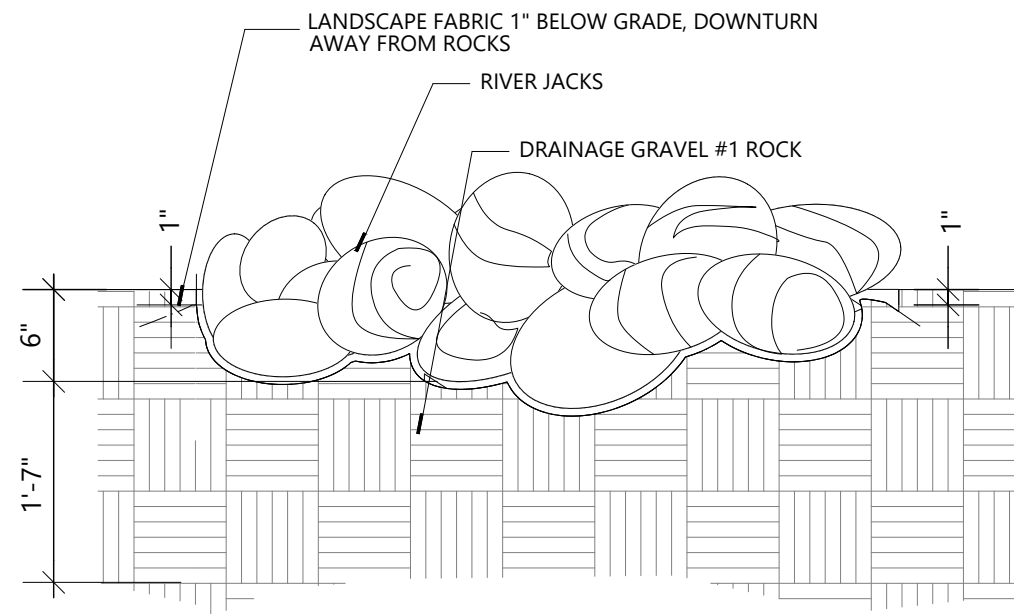 LANDSCAPE FABRIC 1" BELOW GRADE, DOWNTURN
AWAY FROM ROCKS
RIVER JACKS
DRAINAGE GRAVEL #1 ROCK
1"
1"
6"
1'-7"